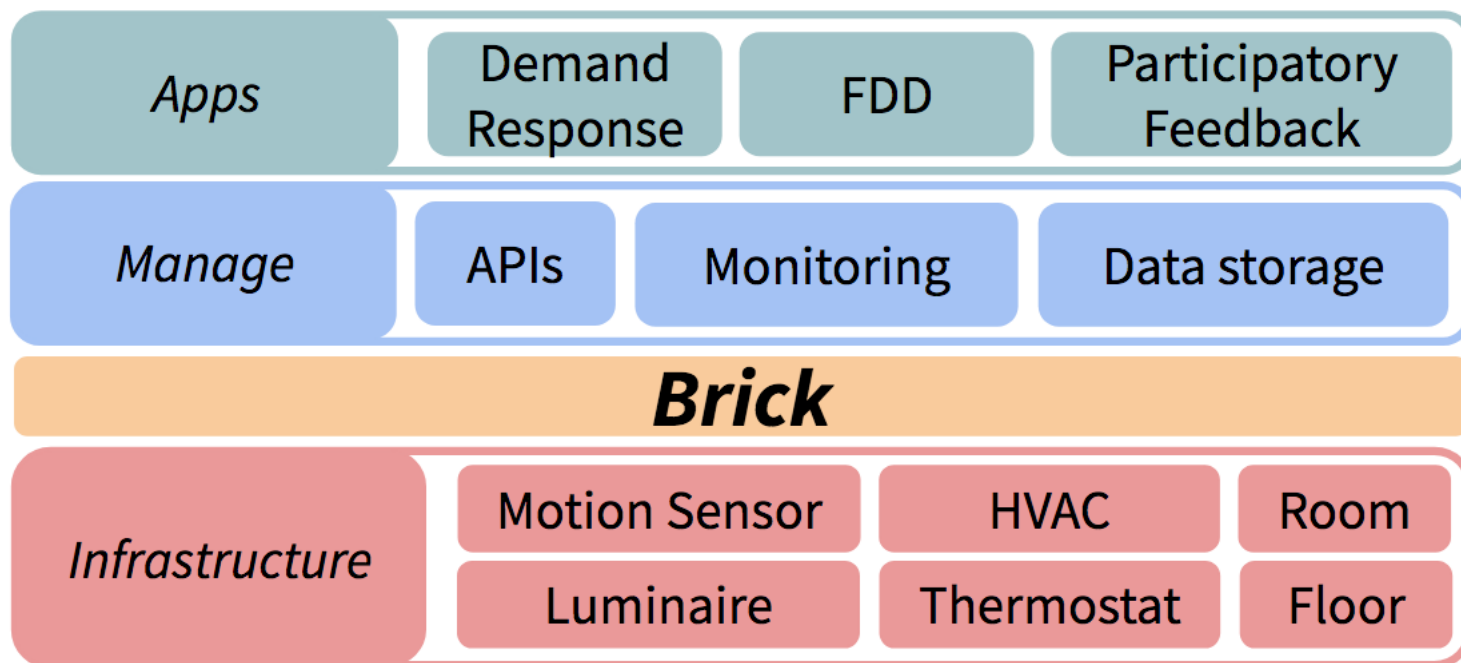 Apps
Demand
Response
FDD
Participatory
Feedback
Manage
APIs
Monitoring
Data storage
Brick
Infrastructure
Motion Sensor
HVAC
Room
Luminaire
Thermostat
Floor